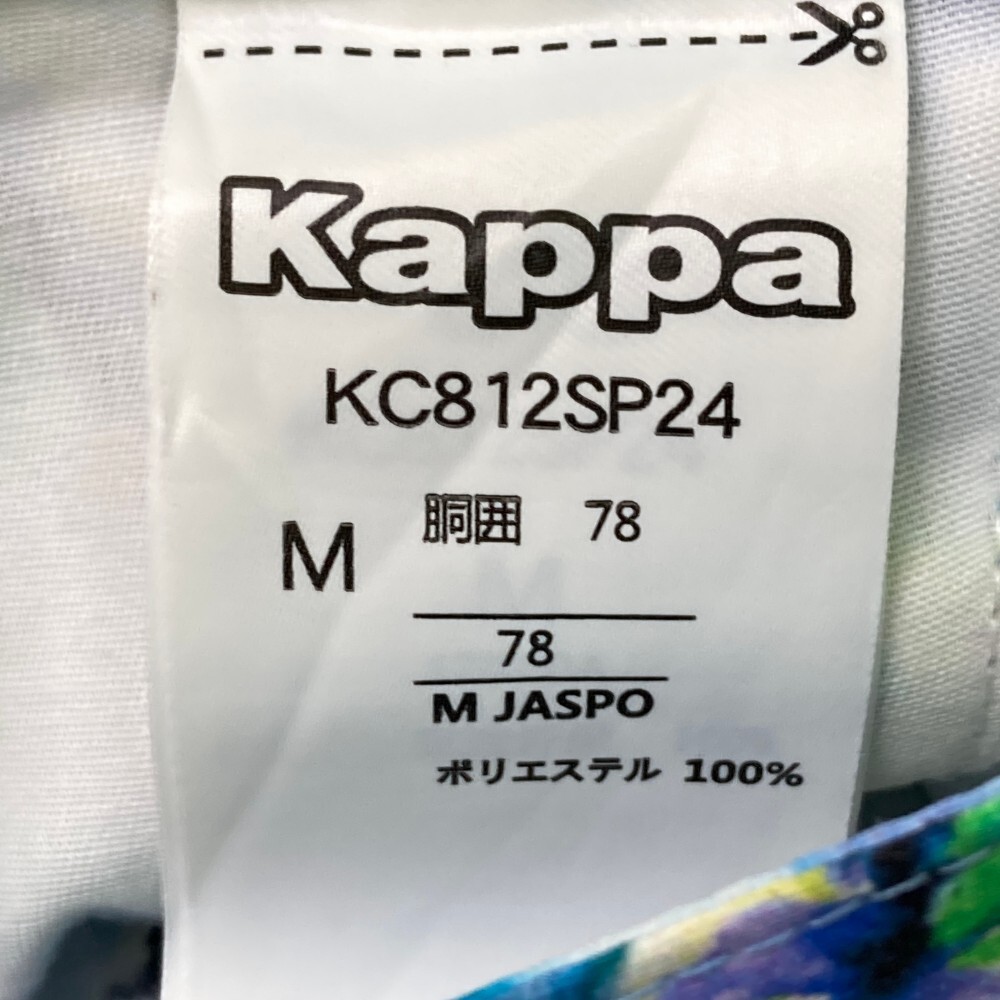 Kappa
KC812SP24
M 胴囲 78
78
M JASPO
ポリエステル 100%